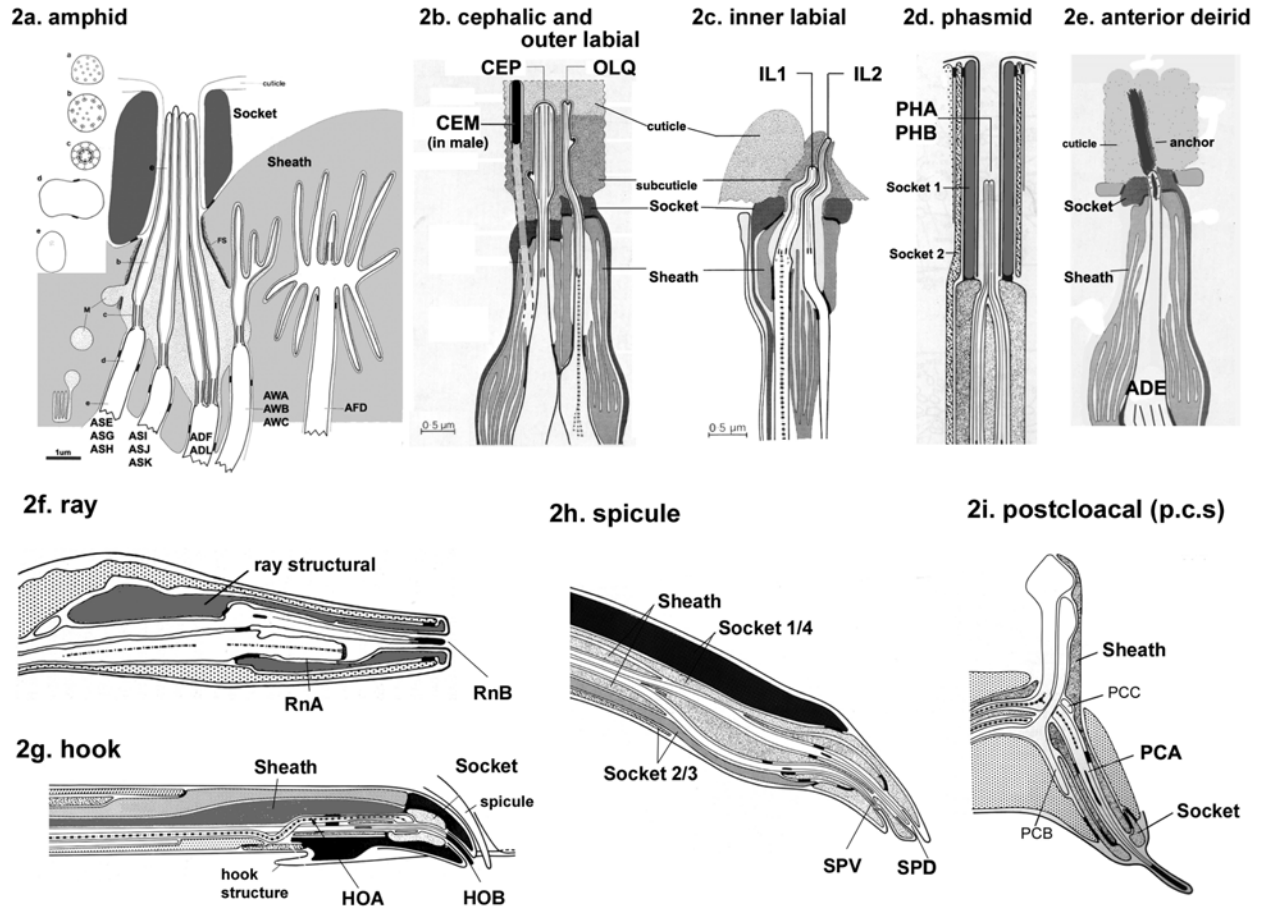 2a. amphid
a
b
c
d
e
cuticle
Socket
Sheath
e
FS
b
M
c
d
e
ASE
ASG
ASH
ASI
ASJ
ASK
ADF
ADL
AWA
AWB
AWC
AFD
1um
2b. cephalic and
outer labial
CEP
OLQ
CEM
(in male)
cuticle
subcuticle
Socket
Sheath
0·5 µm
2c. inner labial
IL1
IL2
0·5 µm
2d. phasmid
PHA
PHB
Socket 1
Socket 2
2e. anterior deirid
cuticle
anchor
Socket
Sheath
ADE
2f. ray
ray structural
RnA
RnB
2g. hook
Sheath
Socket
spicule
hook
structure
HOA
HOB
2h. spicule
Sheath
Socket 1/4
Socket 2/3
SPV
SPD
2i. postcloacal (p.c.s)
Sheath
PCC
PCA
Socket
PCB